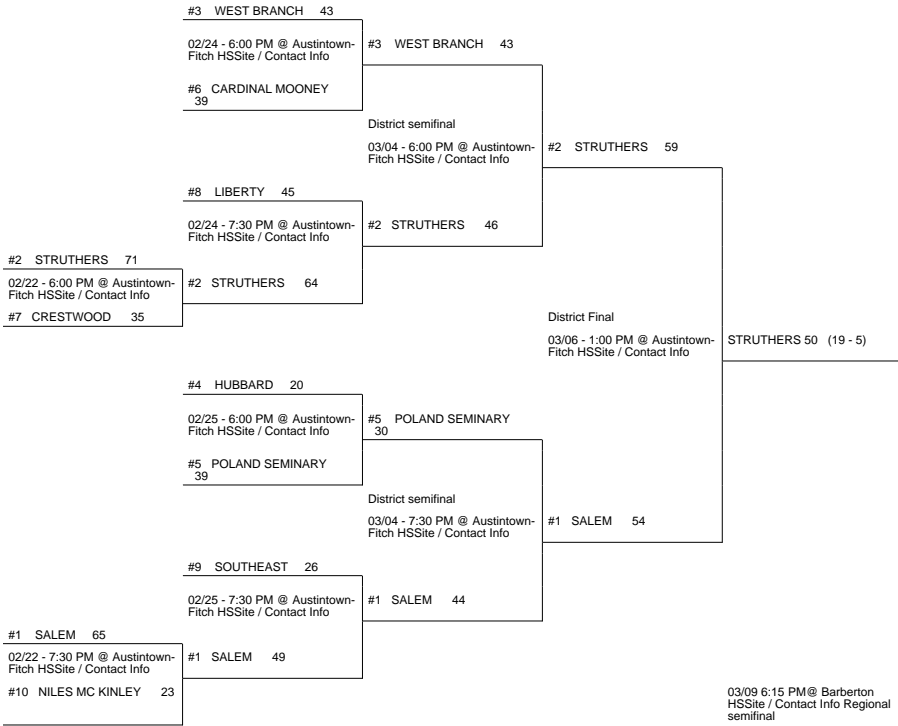 #3 WEST BRANCH 43
02/24 - 6:00 PM @ Austintown-
Fitch HSSite / Contact Info
#3 WEST BRANCH 43
#6 CARDINAL MOONEY
39
District semifinal
03/04 - 6:00 PM @ Austintown-
Fitch HSSite / Contact Info
#2 STRUTHERS 59
#8 LIBERTY 45
02/24 - 7:30 PM @ Austintown-
Fitch HSSite / Contact Info
#2 STRUTHERS 46
#2 STRUTHERS 71
02/22 - 6:00 PM @ Austintown-
Fitch HSSite / Contact Info
#2 STRUTHERS 64
#7 CRESTWOOD 35
District Final
03/06 - 1:00 PM @ Austintown-
Fitch HSSite / Contact Info
STRUTHERS 50 (19 - 5)
#4 HUBBARD 20
02/25 - 6:00 PM @ Austintown-
Fitch HSSite / Contact Info
#5 POLAND SEMINARY
30
#5 POLAND SEMINARY
39
District semifinal
03/04 - 7:30 PM @ Austintown-
Fitch HSSite / Contact Info
#1 SALEM 54
#9 SOUTHEAST 26
02/25 - 7:30 PM @ Austintown-
Fitch HSSite / Contact Info
#1 SALEM 44
#1 SALEM 65
02/22 - 7:30 PM @ Austintown-
Fitch HSSite / Contact Info
#1 SALEM 49
#10 NILES MC KINLEY 23
03/09 6:15 PM@ Barberton
HSSite / Contact Info Regional
semifinal